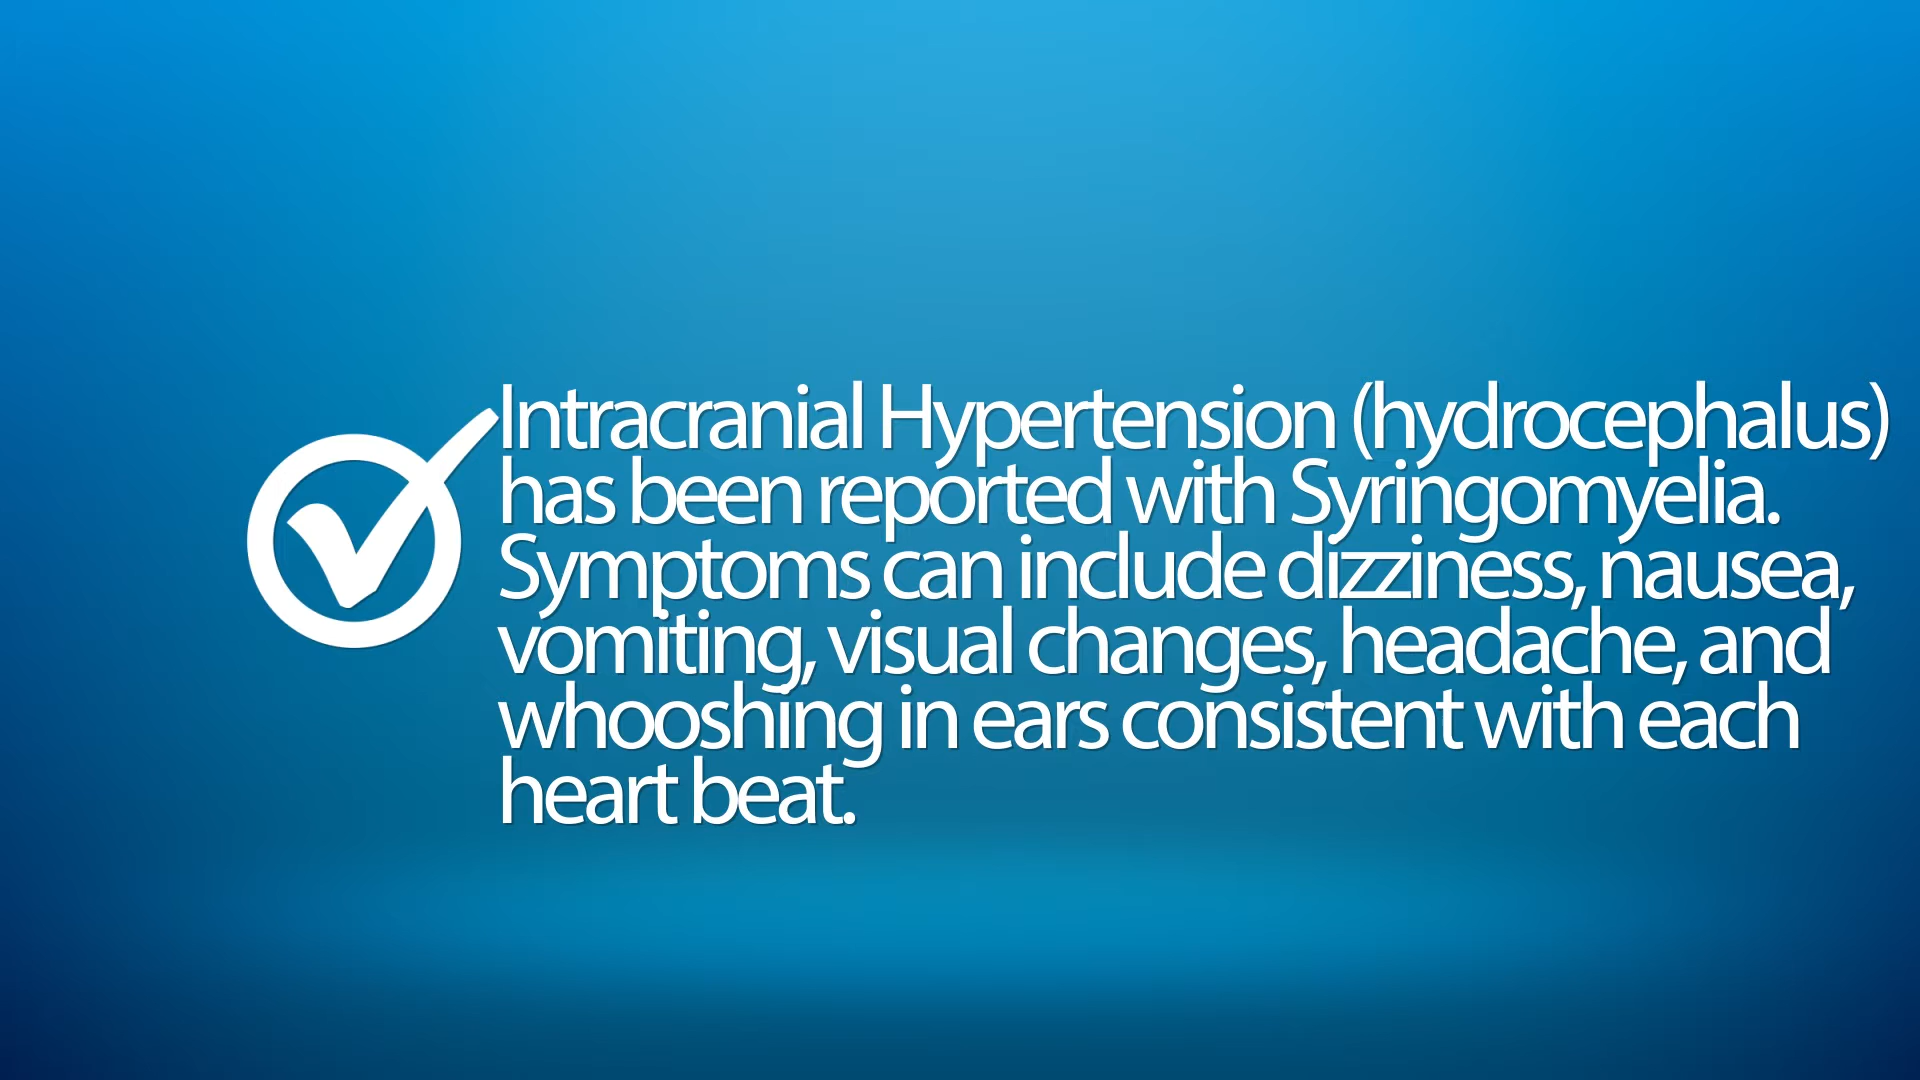 Intracranial Hypertension (hydrocephalus)
has been reported with Syringomyelia.
Symptoms can include dizziness, nausea,
vomiting, visual changes, headache, and
whooshing in ears consistent with each
heart beat.